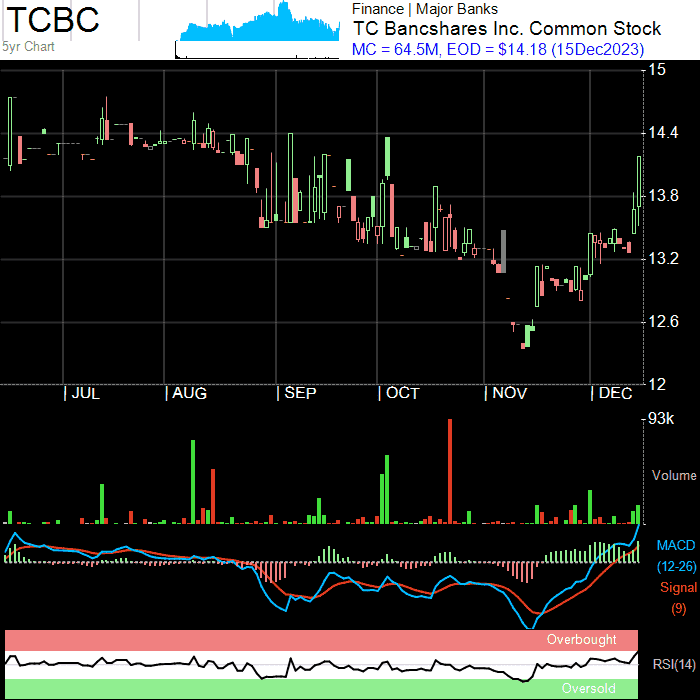 TCBC
5yr Chart
Finance | Major Banks
TC Bancshares Inc. Common Stock
MC = 64.5M, EOD = $14.18 (15Dec2023)
15
14.4
13.8
13.2
12.6
12
| JUL | AUG | SEP | OCT | NOV | DEC
93k
Volume
MACD
(12-26)
Signal
(9)
Overbought
RSI(14)
Oversold